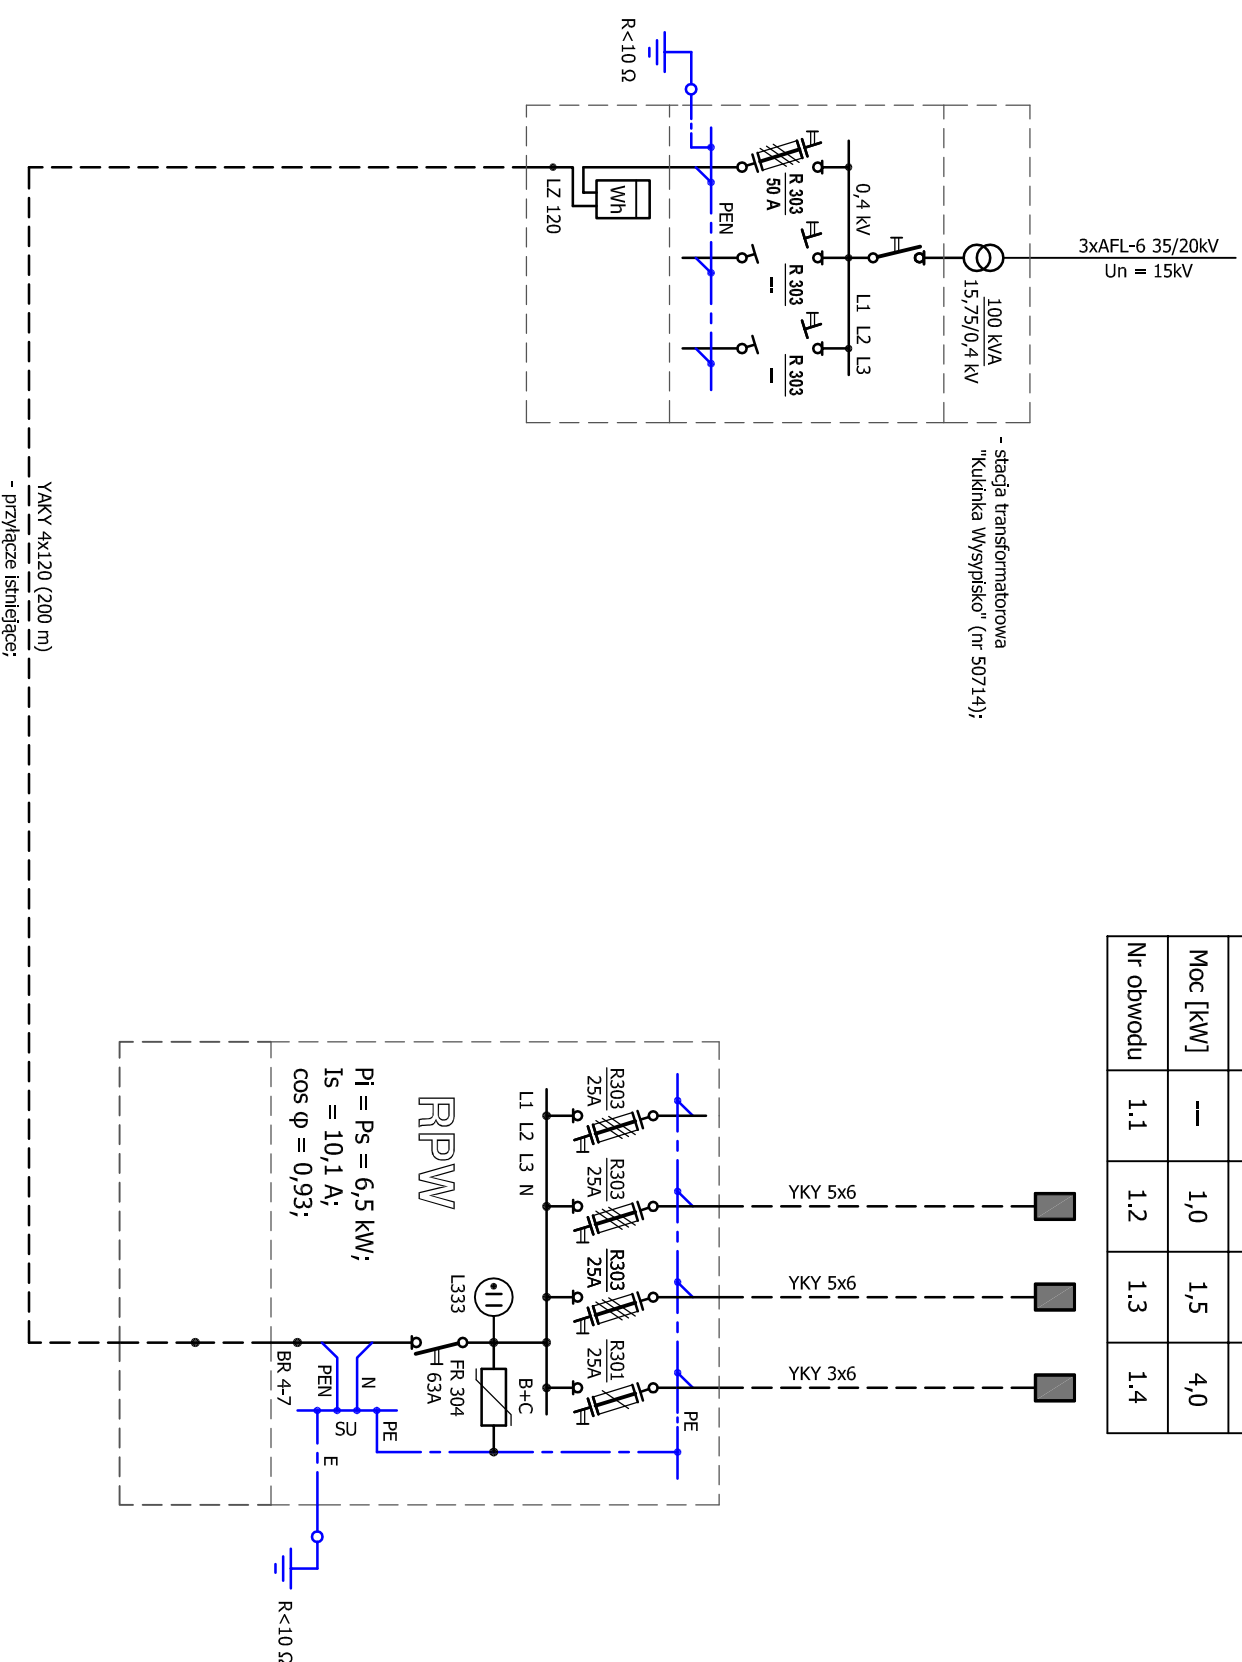 R<10 Ω
3xAFL-6 35/20kV
Un = 15kV
100 kVA
15,75/0,4 kV
0,4 kV
L1 L2 L3
R 303
50 A
R 303
---
R 303
--
PEN
Wh
LZ 120
- stacja transformatorowa
"Kukinka Wysypisko" (nr 50714);
YAKY 4x120 (200 m)
- przyłącze istniejące;
Moc [kW] --- 1,0 1,5 4,0
Nr obwodu 1.1 1.2 1.3 1.4
YKY 5x6
YKY 5x6
YKY 3x6
R303
25A
R303
25A
R303
25A
R301
25A
PE
L1 L2 L3 N
RPW
Pi = Ps = 6,5 kW;
Is = 10,1 A;
cos φ = 0,93;
L333
B+C
FR 304
63A
BR 4-7
PEN
N
SU
PE
E
R<10 Ω